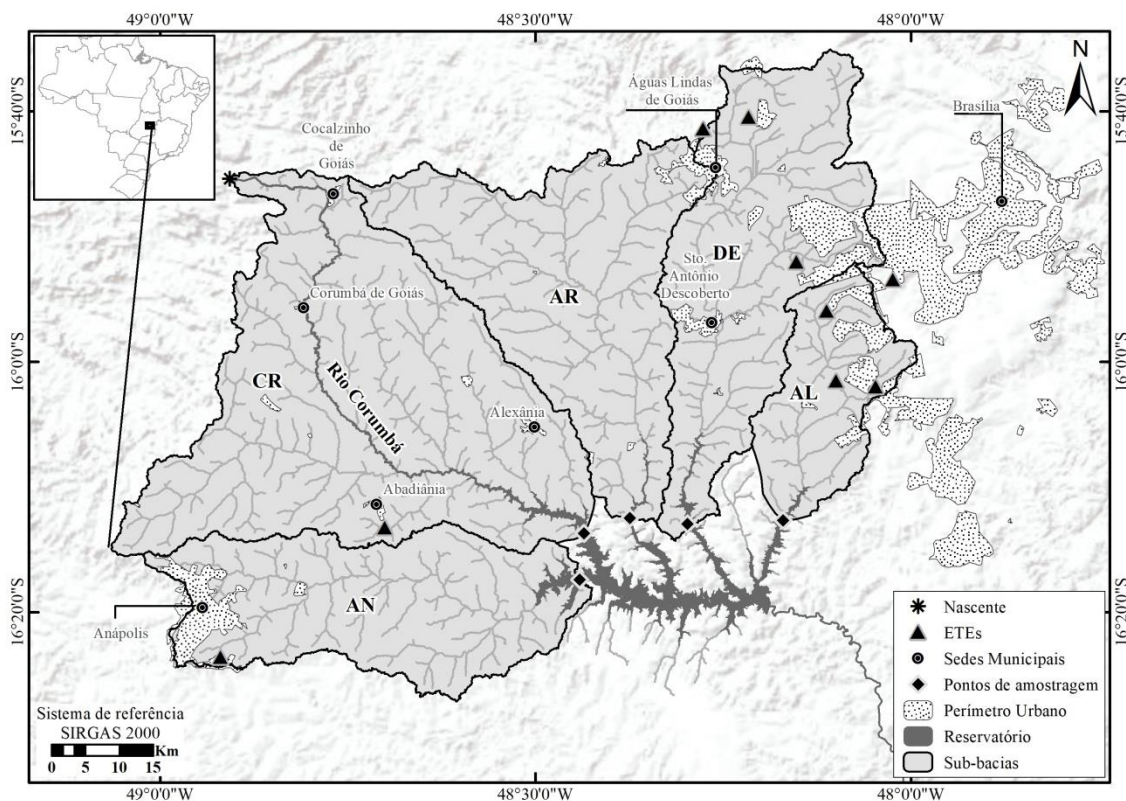 49°0'0"W
48°30'0"W
48°0'0"W
15°40'0"S
15°40'0"S
N
Águas Lindas
de Goiás
Brasília
Cocalzinho
de
Goiás
DE
Sto.
Antônio
Descoberto
AR
Corumbá de Goiás
16°0'0"S
16°0'0"S
CR
Rio Corumbá
AL
Alexânia
Abadiânia
AN
Anápolis
16°20'0"S
16°20'0"S
Nascente
ETEs
Sedes Municipais
Pontos de amostragem
Perímetro Urbano
Reservatório
Sub-bacias
Sistema de referência
SIRGAS 2000
Km
0 5 10 15
49°0'0"W
48°30'0"W
48°0'0"W